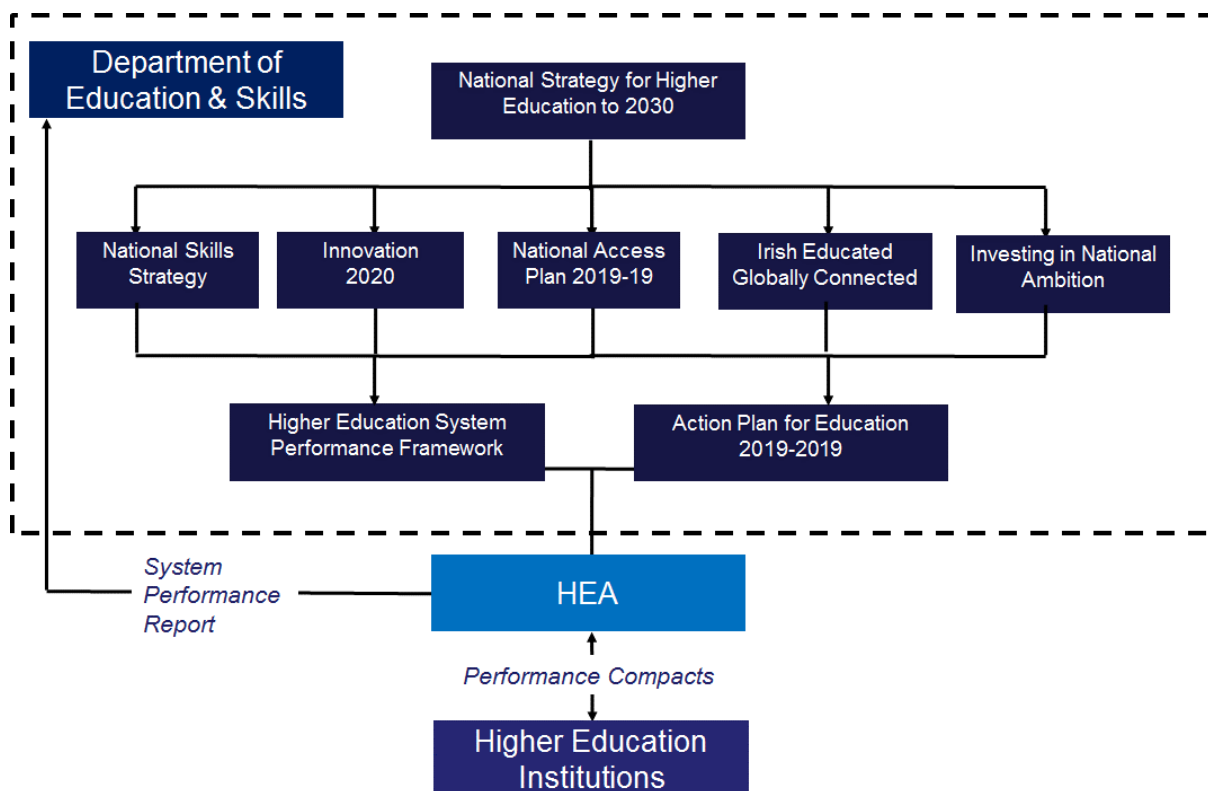 Department of
Education & Skills
National Strategy for Higher
Education to 2030
National Skills
Strategy
Innovation
2020
National Access
Plan 2019-19
Irish Educated
Globally Connected
Investing in National
Ambition
Higher Education System
Performance Framework
Action Plan for Education
2019-2019
System
Performance
Report
HEA
Performance Compacts
Higher Education
Institutions